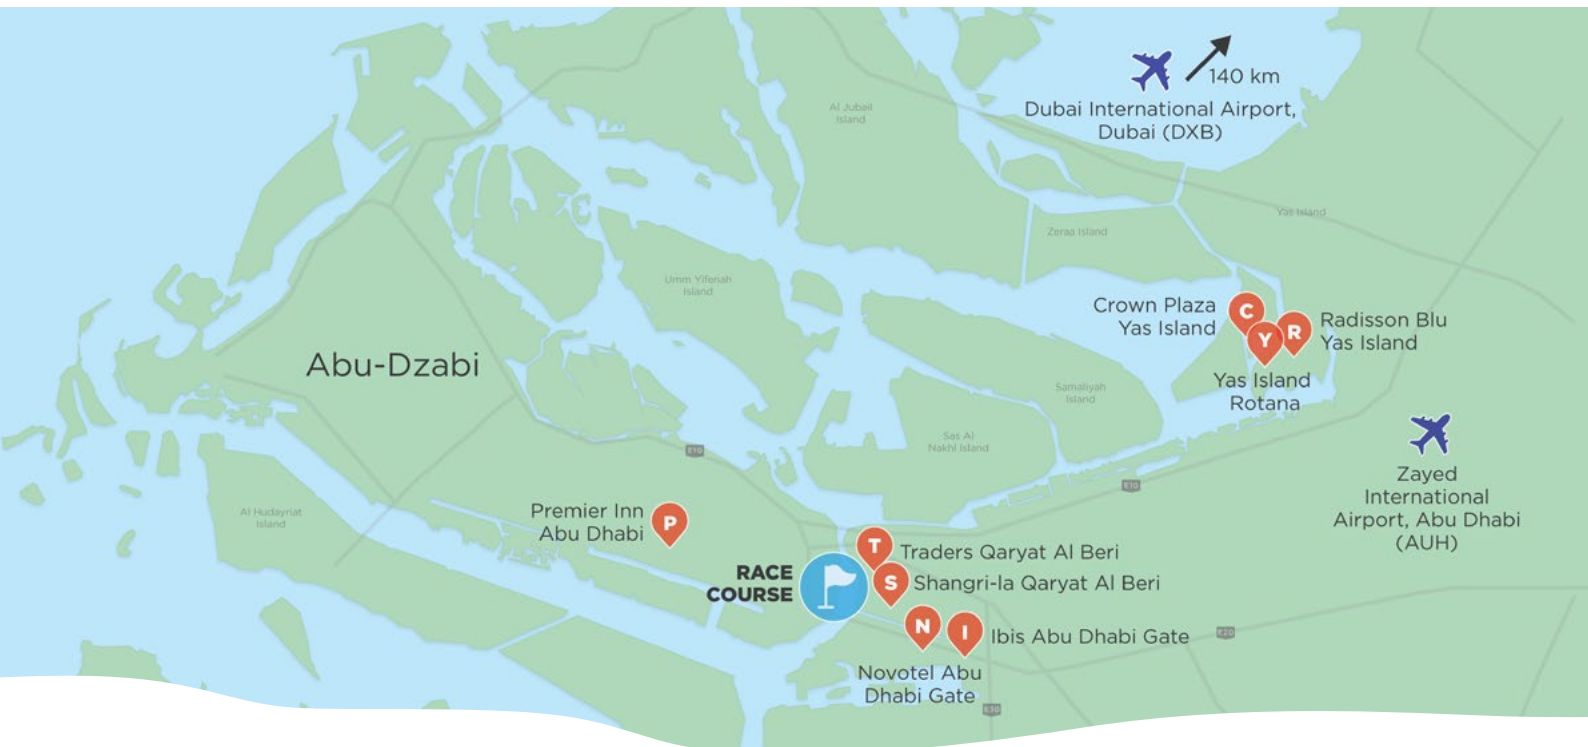 140 km
Dubai International Airport,
Dubai (DXB)
Al Jubail
Island
Yas Island
Zeraa Island
Umm Yifenah
Island
Crown Plaza
Yas Island
C
Y
R
Radisson Blu
Yas Island
Yas Island
Rotana
Abu-Dzabi
Samaliyah
Island
Sas Al
Nakhl Island
E10
E10
Zayed
International
Airport, Abu Dhabi
(AUH)
Al Hudayriat
Island
Premier Inn
Abu Dhabi
P
T
Traders Qaryat Al Beri
RACE
COURSE
S
Shangri-la Qaryat Al Beri
N
I
Ibis Abu Dhabi Gate
E20
Novotel Abu
Dhabi Gate
E30